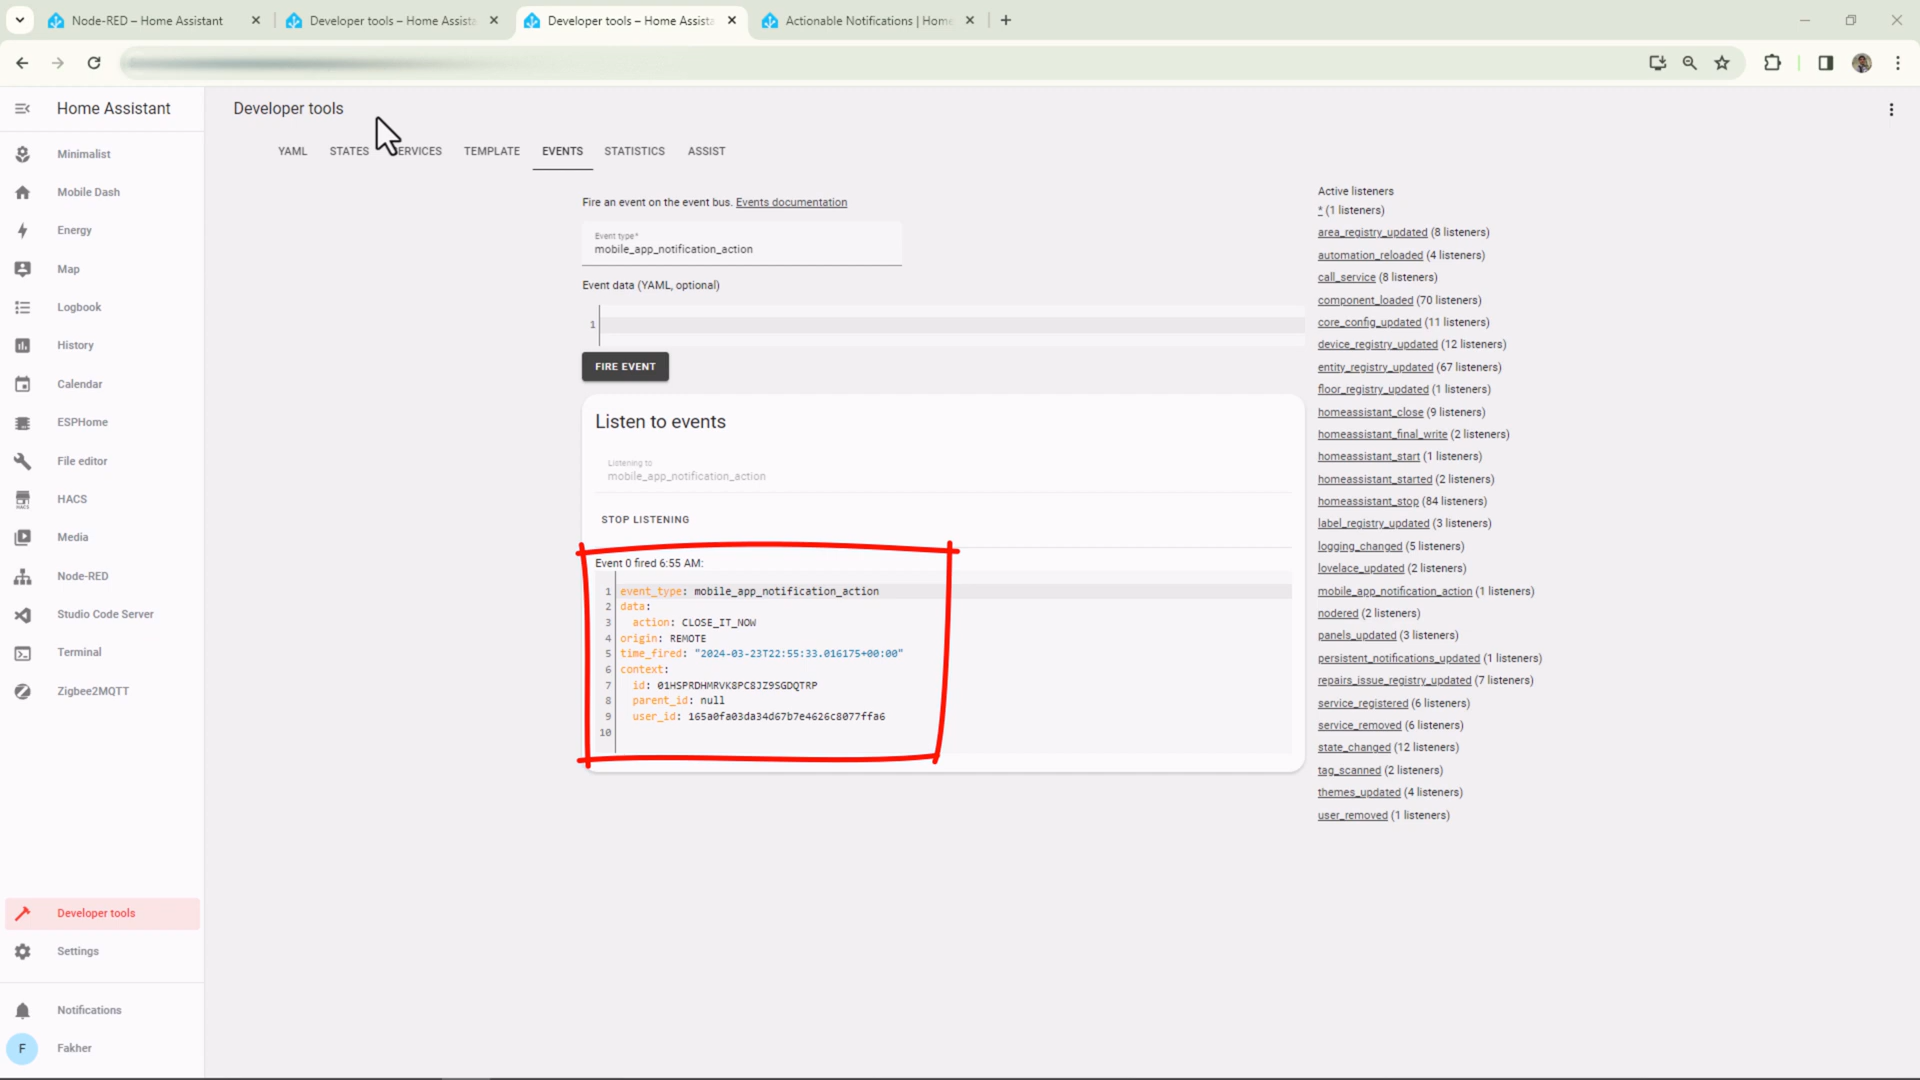 Node-RED – Home Assistant
Developer tools – Home Assista
Developer tools – Home Assista
Actionable Notifications | Home
Home Assistant
Developer tools
YAML STATES ERVICES TEMPLATE EVENTS STATISTICS ASSIST
Minimalist
Mobile Dash
Energy
Map
Logbook
History
Calendar
ESPHome
File editor
HACS
HACS
Media
Node-RED
Studio Code Server
Terminal
Zigbee2MQTT
Developer tools
Settings
Notifications
F Fakher
Fire an event on the event bus. Events documentation
Event type*
mobile_app_notification_action
Event data (YAML, optional)
1
FIRE EVENT
Listen to events
Listening to
mobile_app_notification_action
STOP LISTENING
Event 0 fired 6:55 AM:
1 event_type: mobile_app_notification_action
2 data:
3 action: CLOSE_IT_NOW
4 origin: REMOTE
5 time_fired: "2024-03-23T22:55:33.016175+00:00"
6 context:
7 id: 01HSPRDHMRVK8PC8JZ9SGDQTRP
8 parent_id: null
9 user_id: 165a0fa03da34d67b7e4626c8077ffa6
10
Active listeners
* (1 listeners)
area_registry_updated (8 listeners)
automation_reloaded (4 listeners)
call_service (8 listeners)
component_loaded (70 listeners)
core_config_updated (11 listeners)
device_registry_updated (12 listeners)
entity_registry_updated (67 listeners)
floor_registry_updated (1 listeners)
homeassistant_close (9 listeners)
homeassistant_final_write (2 listeners)
homeassistant_start (1 listeners)
homeassistant_started (2 listeners)
homeassistant_stop (84 listeners)
label_registry_updated (3 listeners)
logging_changed (5 listeners)
lovelace_updated (2 listeners)
mobile_app_notification_action (1 listeners)
nodered (2 listeners)
panels_updated (3 listeners)
persistent_notifications_updated (1 listeners)
repairs_issue_registry_updated (7 listeners)
service_registered (6 listeners)
service_removed (6 listeners)
state_changed (12 listeners)
tag_scanned (2 listeners)
themes_updated (4 listeners)
user_removed (1 listeners)